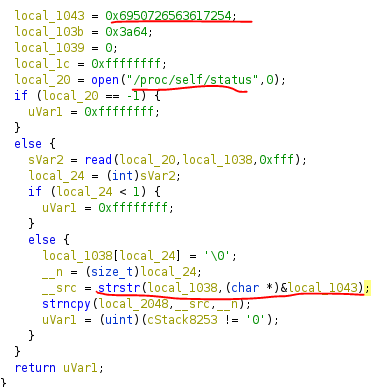 local_1043 = 0x6950726563617254;
local_103b = 0x3a64;
local_1039 = 0;
local_1c = 0xffffffff;
local_20 = open("/proc/self/status",0);
if (local_20 == -1) {
uVar1 = 0xffffffff;
}
else {
sVar2 = read(local_20,local_1038,0xfff);
local_24 = (int)sVar2;
if (local_24 < 1) {
uVar1 = 0xffffffff;
}
else {
local_1038[local_24] = '\0';
__n = (size_t)local_24;
__src = strstr(local_1038,(char *)&local_1043);
strncpy(local_2048,__src,__n);
uVar1 = (uint)(cStack8253 != '0');
}
}
return uVar1;
}